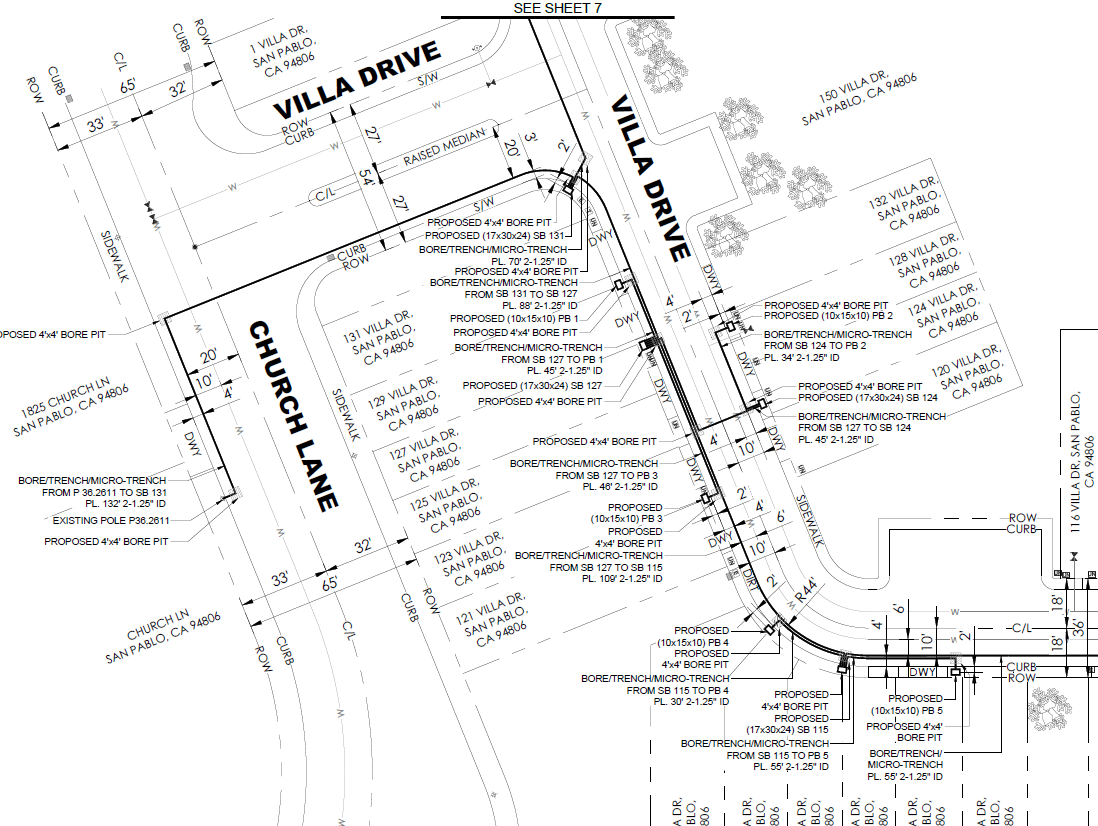 SEE SHEET 7
ROW
CURB
C/L
65'
33'
32'
CURB
ROW
1 VILLA DR,
SAN PABLO,
CA 94806
VILLA DRIVE
S/W
W
ROW
CURB
27'
54'
27'
RAISED MEDIAN
C/L
20'
3'
2'
S/W
CURB
ROW
VILLA DRIVE
150 VILLA DR,
SAN PABLO, CA 94806
132 VILLA DR,
SAN PABLO,
CA 94806
128 VILLA DR,
SAN PABLO,
CA 94806
124 VILLA DR,
SAN PABLO,
CA 94806
120 VILLA DR,
SAN PABLO,
CA 94806
SIDEWALK
PROPOSED 4'x4' BORE PIT
PROPOSED (17x30x24) SB 131
BORE/TRENCH/MICRO-TRENCH
PL. 70' 2-1.25" ID
PROPOSED 4'x4' BORE PIT
BORE/TRENCH/MICRO-TRENCH
FROM SB 131 TO SB 127
PL. 88' 2-1.25" ID
PROPOSED (10x15x10) PB 1
PROPOSED 4'x4' BORE PIT
BORE/TRENCH/MICRO-TRENCH
FROM SB 127 TO PB 1
PL. 45' 2-1.25" ID
PROPOSED (17x30x24) SB 127
PROPOSED 4'x4' BORE PIT
DWY
DWY
DWY
DWY
DWY
DIRT
DWY
DWY
DWY
4'
2'
PROPOSED 4'x4' BORE PIT
PROPOSED (10x15x10) PB 2
BORE/TRENCH/MICRO-TRENCH
FROM SB 124 TO PB 2
PL. 34' 2-1.25" ID
PROPOSED 4'x4' BORE PIT
PROPOSED (17x30x24) SB 124
BORE/TRENCH/MICRO-TRENCH
FROM SB 127 TO SB 124
PL. 45' 2-1.25" ID
OPOSED 4'x4' BORE PIT
20'
10'
4'
DWY
CHURCH LANE
SIDEWALK
1825 CHURCH LN
SAN PABLO, CA 94806
131 VILLA DR,
SAN PABLO,
CA 94806
129 VILLA DR,
SAN PABLO,
CA 94806
127 VILLA DR,
SAN PABLO,
CA 94806
125 VILLA DR,
SAN PABLO,
CA 94806
123 VILLA DR,
SAN PABLO,
CA 94806
121 VILLA DR,
SAN PABLO,
CA 94806
BORE/TRENCH/MICRO-TRENCH
FROM P 36.2611 TO SB 131
PL. 132' 2-1.25" ID
EXISTING POLE P36.2611
PROPOSED 4'x4' BORE PIT
33'
65'
32'
CURB
ROW
C/L
CURB
ROW
CHURCH LN
SAN PABLO, CA 94806
PROPOSED 4'x4' BORE PIT
4'
10'
BORE/TRENCH/MICRO-TRENCH
FROM SB 127 TO PB 3
PL. 46' 2-1.25" ID
PROPOSED
(10x15x10) PB 3
PROPOSED
4'x4' BORE PIT
BORE/TRENCH/MICRO-TRENCH
FROM SB 127 TO SB 115
PL. 109' 2-1.25" ID
2'
4'
6'
10'
SIDEWALK
2'
R44'
PROPOSED
(10x15x10) PB 4
PROPOSED
4'x4' BORE PIT
BORE/TRENCH/MICRO-TRENCH
FROM SB 115 TO PB 4
PL. 30' 2-1.25" ID
PROPOSED
4'x4' BORE PIT
PROPOSED
(17x30x24) SB 115
BORE/TRENCH/MICRO-TRENCH
FROM SB 115 TO PB 5
PL. 55' 2-1.25" ID
PROPOSED
(10x15x10) PB 5
PROPOSED 4'x4'
BORE PIT
BORE/TRENCH/
MICRO-TRENCH
PL. 55' 2-1.25" ID
ROW
CURB
4'
6'
10'
2'
C/L
18'
18'
36'
CURB
ROW
DWY
116 VILLA DR, SAN PABLO,
CA 94806
A DR,
BLO,
806
A DR,
BLO,
806
A DR,
BLO,
806
A DR,
BLO,
806
A DR,
BLO,
806
A DR,
BLO,
806